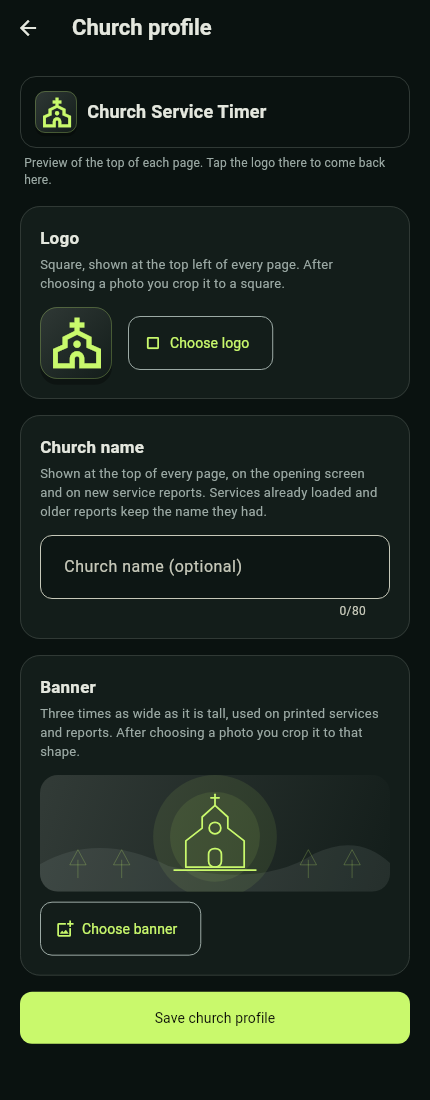 Church profile
Church Service Timer
Preview of the top of each page. Tap the logo there to come back
here.
Logo
Square, shown at the top left of every page. After
choosing a photo you crop it to a square.
Choose logo
Church name
Shown at the top of every page, on the opening screen
and on new service reports. Services already loaded and
older reports keep the name they had.
Church name (optional)
0/80
Banner
Three times as wide as it is tall, used on printed services
and reports. After choosing a photo you crop it to that
shape.
Choose banner
Save church profile